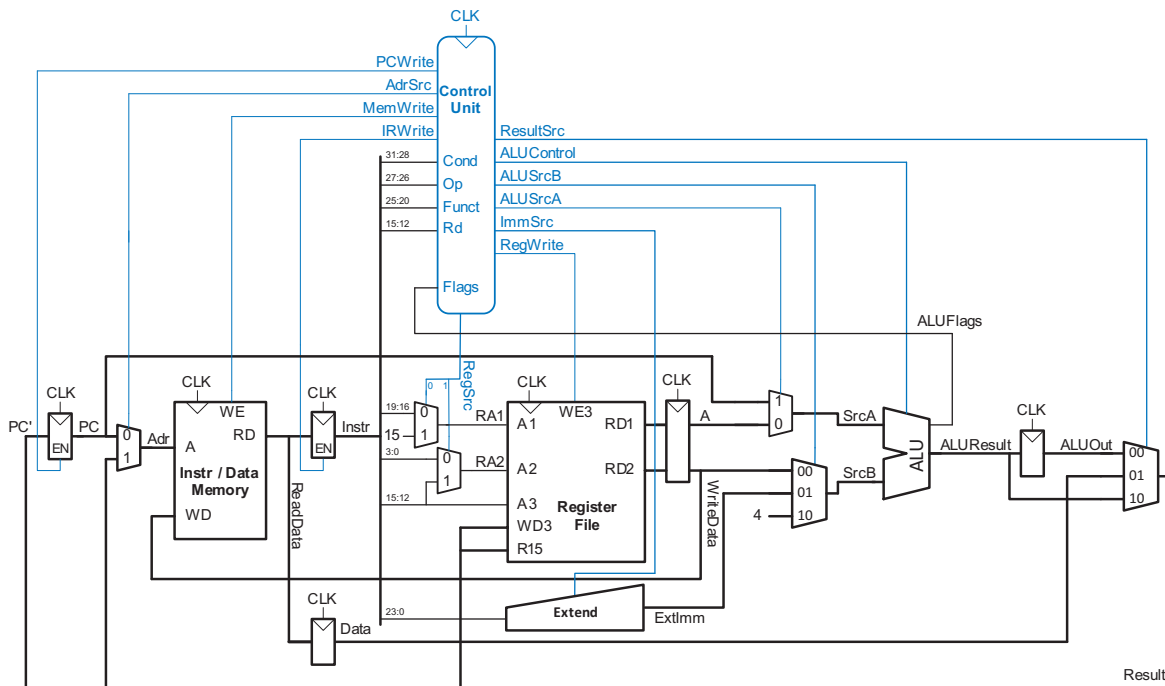 CLK
PCWrite
AdrSrc
MemWrite
IRWrite
Control
Unit
ResultSrc
ALUControl
ALUSrcB
ALUSrcA
ImmSrc
RegWrite
31:28
Cond
27:26
Op
25:20
Funct
15:12
Rd
Flags
ALUFlags
RegSrc
0 1
CLK
PC'
EN
PC
0
1
Adr
CLK
WE
A
RD
Instr / Data
Memory
WD
ReadData
CLK
EN
Instr
19:16
0
15
1
RA1
3:0
0
1
RA2
15:12
CLK
WE3
A1
RD1
A2
RD2
A3
Register
File
WD3
R15
CLK
A
WriteData
1
0
SrcA
00
01
4
10
SrcB
ALU
ALUResult
CLK
ALUOut
00
01
10
23:0
Extend
ExtImm
CLK
Data
Result